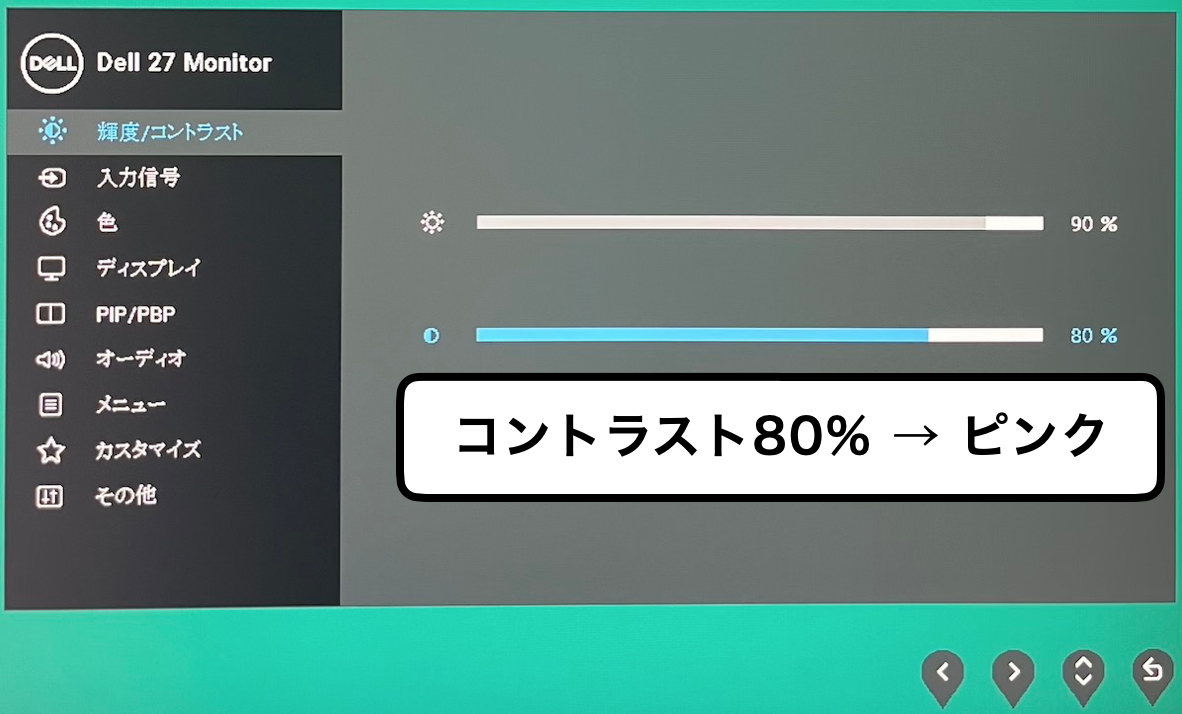 DELL Dell 27 Monitor
輝度/コントラスト
入力信号
色
ディスプレイ
PIP/PBP
オーディオ
メニュー
カスタマイズ
その他
90 %
80 %
コントラスト80% → ピンク